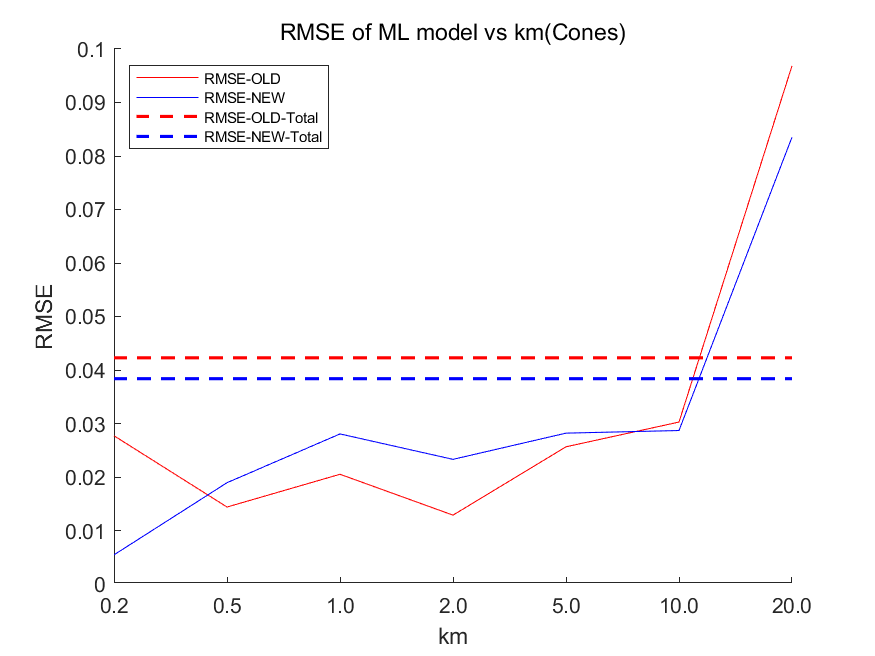 RMSE of ML model vs km(Cones)
0.1
0.09
0.08
0.07
0.06
0.05
0.04
0.03
0.02
0.01
0
RMSE
RMSE-OLD
RMSE-NEW
RMSE-OLD-Total
RMSE-NEW-Total
0.2 0.5 1.0 2.0 5.0 10.0 20.0
km